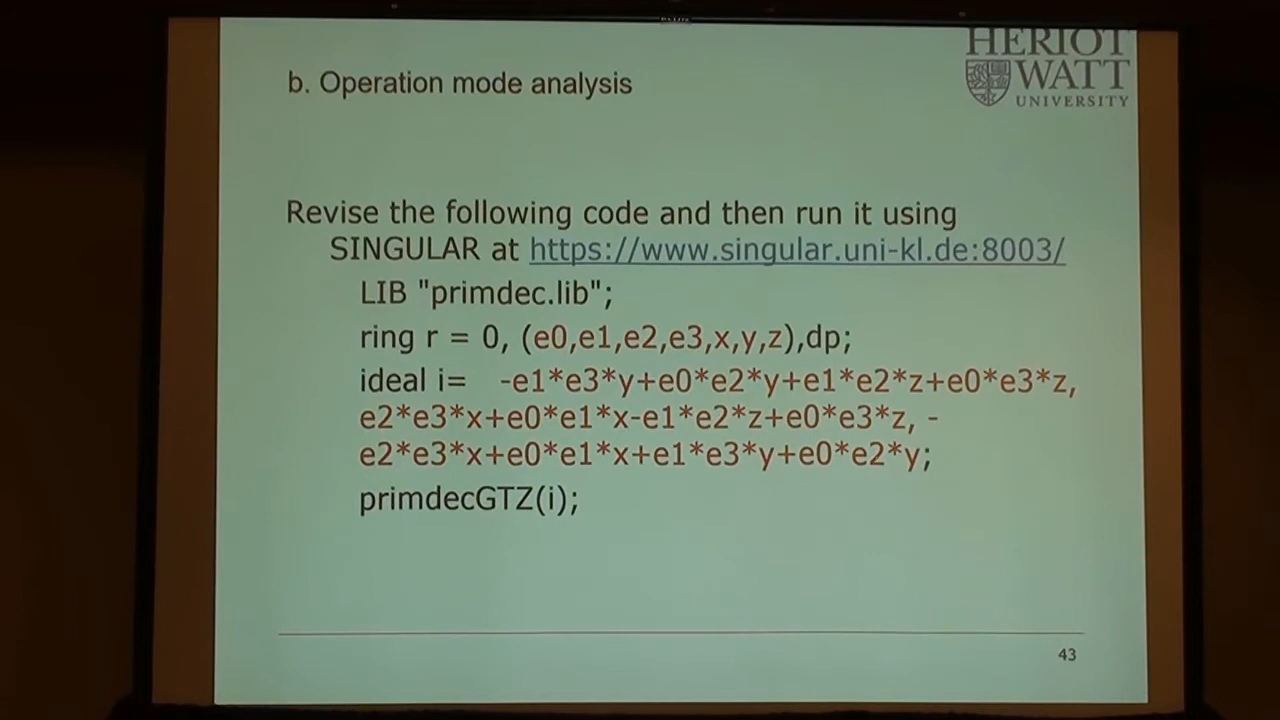 HERIOT
WATT
UNIVERSITY
b. Operation mode analysis
Revise the following code and then run it using
SINGULAR at https://www.singular.uni-kl.de:8003/
LIB "primdec.lib";
ring r = 0, (e0,e1,e2,e3,x,y,z),dp;
ideal i= -e1*e3*y+e0*e2*y+e1*e2*z+e0*e3*z,
e2*e3*x+e0*e1*x-e1*e2*z+e0*e3*z, -
e2*e3*x+e0*e1*x+e1*e3*y+e0*e2*y;
primdecGTZ(i);
43